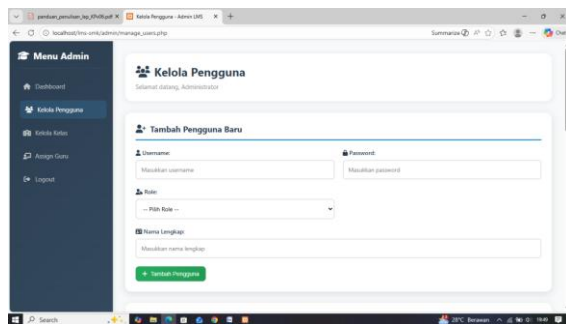 Kelola Pengguna - Admin LMS
localhost/lms-smk/admin/manage_users.php
Summarize
Menu Admin
Dashboard
Kelola Pengguna
Kelola Kelas
Assign Guru
Logout
Kelola Pengguna
Selamat datang, Administrator
Tambah Pengguna Baru
Username:
Password:
Masukkan username
Masukkan password
Role:
-- Pilih Role --
Nama Lengkap:
Masukkan nama lengkap
+ Tambah Pengguna
Search
28°C Berawan